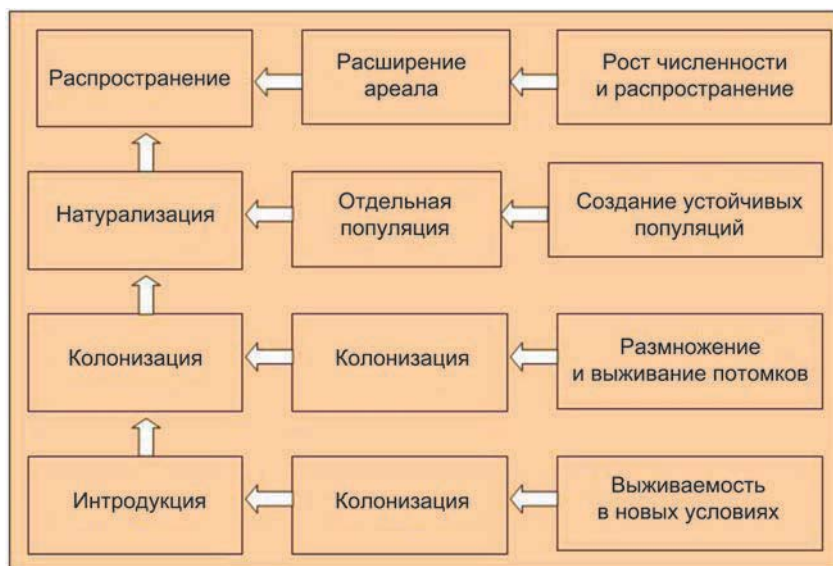 Распространение
Расширение
ареала
Рост численности
и распространение
Натурализация
Отдельная
популяция
Создание устойчивых
популяций
Колонизация
Колонизация
Размножение
и выживание потомков
Интродукция
Колонизация
Выживаемость
в новых условиях